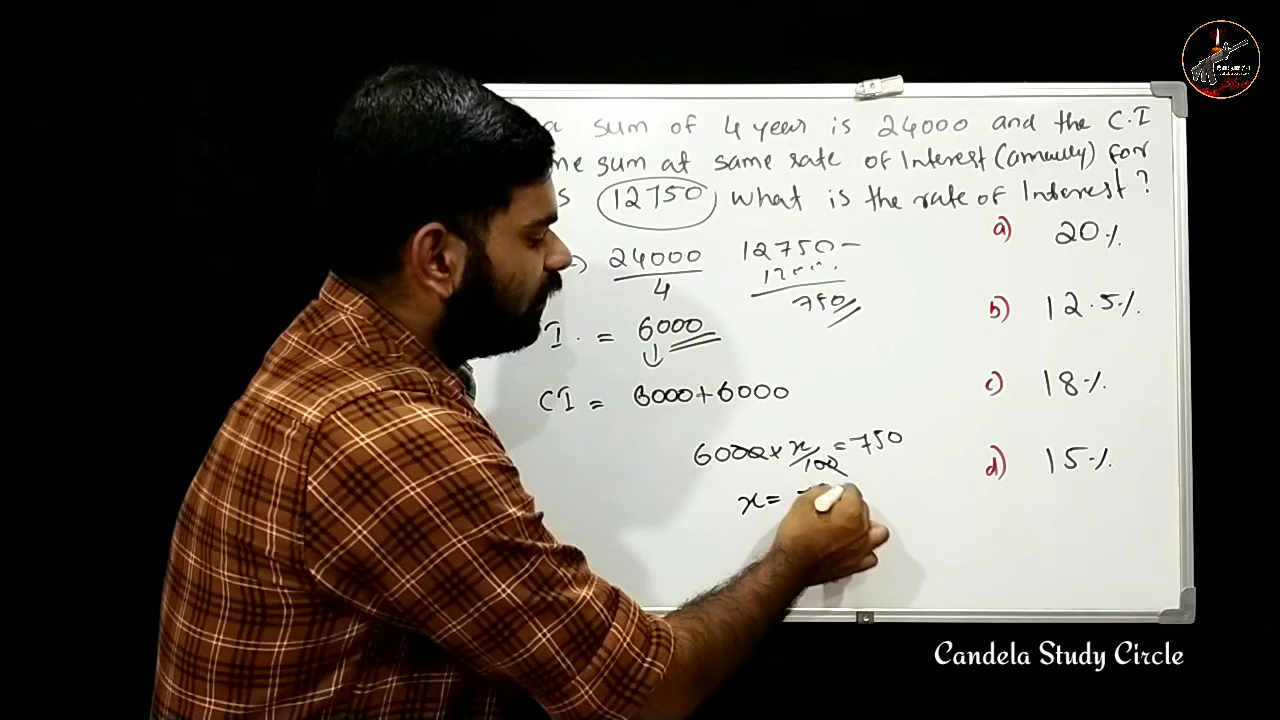 a sum of 4 year is 24000 and the C.I
me sum at same rate of Interest (annually) for
s 12750 what is the rate of Interest ?
a) 20%
24000 / 4
12750 -
750
b) 12.5%
I. = 6000
CI = 6000+6000
c) 18%
6000 × x/100 = 750
d) 15%
x =
Candela Study Circle